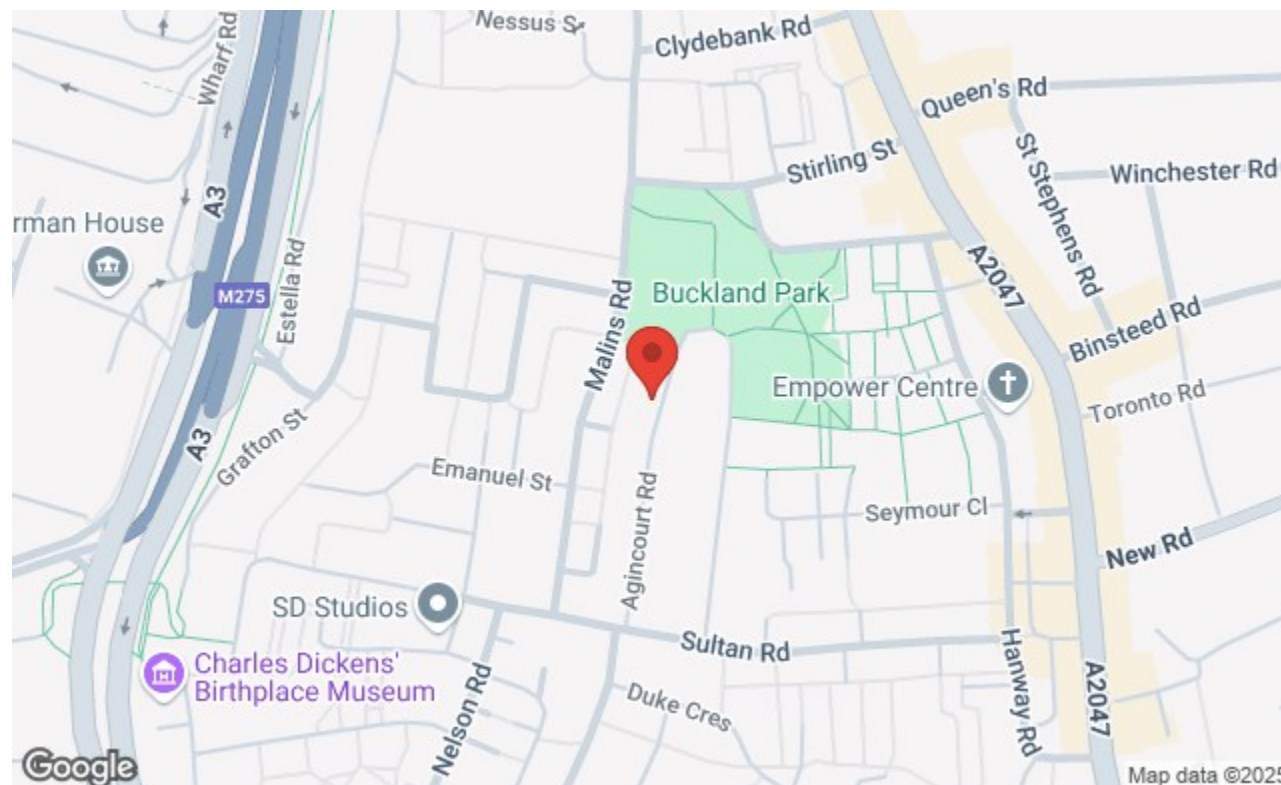 Nessus S
Clydebank Rd
Wharf Rd
Queen's Rd
Stirling St
St Stephens Rd
Winchester Rd
A3
rman House
Estella Rd
M275
A2047
Malins Rd
Buckland Park
Binsteed Rd
Empower Centre
Toronto Rd
A3
Grafton St
Emanuel St
Agincourt Rd
Seymour Cl
New Rd
SD Studios
Sultan Rd
Charles Dickens'
Birthplace Museum
Nelson Rd
Duke Cres
Hanway Rd
A2047
Google
Map data ©2025